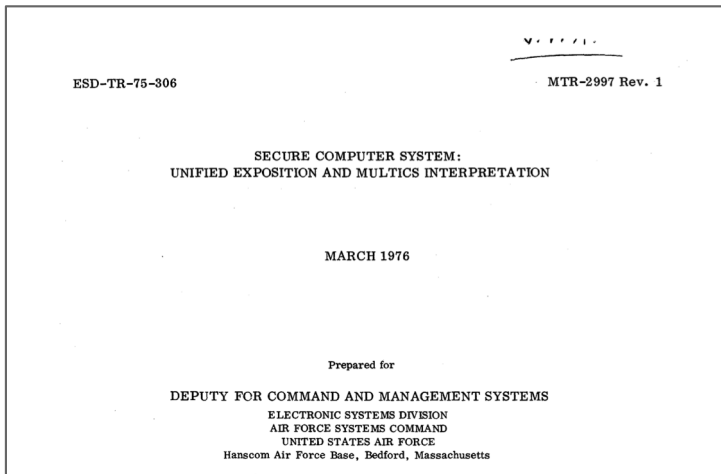 ESD-TR-75-306
MTR-2997 Rev. 1
SECURE COMPUTER SYSTEM:
UNIFIED EXPOSITION AND MULTICS INTERPRETATION
MARCH 1976
Prepared for
DEPUTY FOR COMMAND AND MANAGEMENT SYSTEMS
ELECTRONIC SYSTEMS DIVISION
AIR FORCE SYSTEMS COMMAND
UNITED STATES AIR FORCE
Hanscom Air Force Base, Bedford, Massachusetts